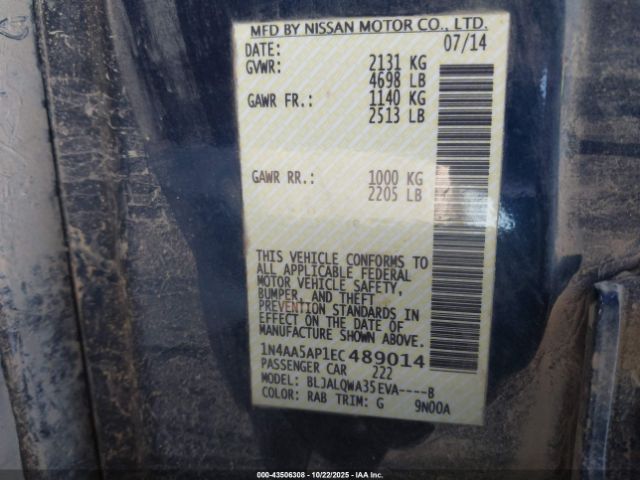 MFD BY NISSAN MOTOR CO., LTD.
DATE: 07/14
GVWR: 2131 KG
4698 LB
GAWR FR.: 1140 KG
2513 LB
GAWR RR.: 1000 KG
2205 LB
THIS VEHICLE CONFORMS TO
ALL APPLICABLE FEDERAL
MOTOR VEHICLE SAFETY,
BUMPER, AND THEFT
PREVENTION STANDARDS IN
EFFECT ON THE DATE OF
MANUFACTURE SHOWN ABOVE.
1N4AA5AP1EC489014
PASSENGER CAR 222
MODEL: BLJALQWA35EVA----B
COLOR: RAB TRIM: G 9N00A
000-43506308 - 10/22/2025 - IAA Inc.